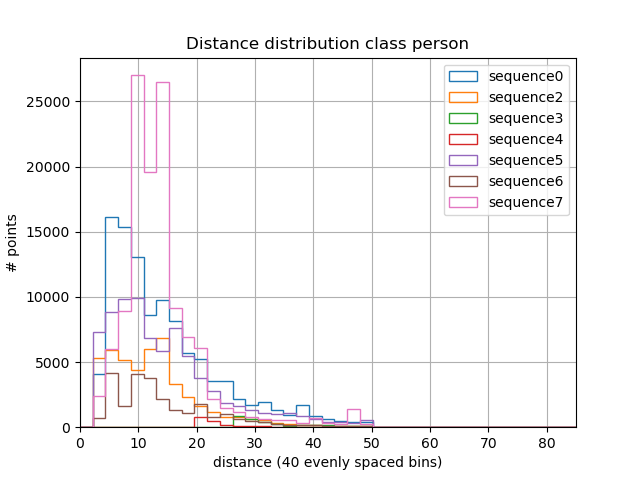 Distance distribution class person
# points
25000
20000
15000
10000
5000
0
0 10 20 30 40 50 60 70 80
distance (40 evenly spaced bins)
sequence0
sequence2
sequence3
sequence4
sequence5
sequence6
sequence7